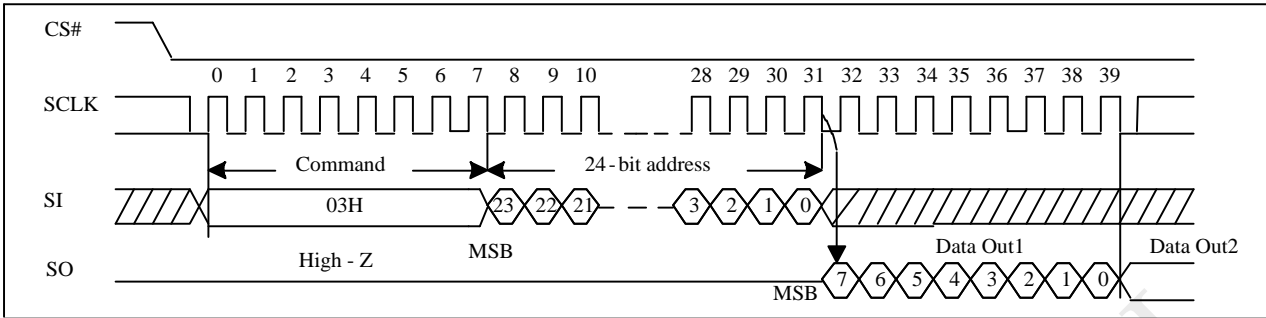 CS#
0 1 2 3 4 5 6 7 8 9 10 28 29 30 31 32 33 34 35 36 37 38 39
SCLK
Command 24-bit address
SI 03H 23 22 21 3 2 1 0
High - Z MSB Data Out1 Data Out2
SO MSB 7 6 5 4 3 2 1 0